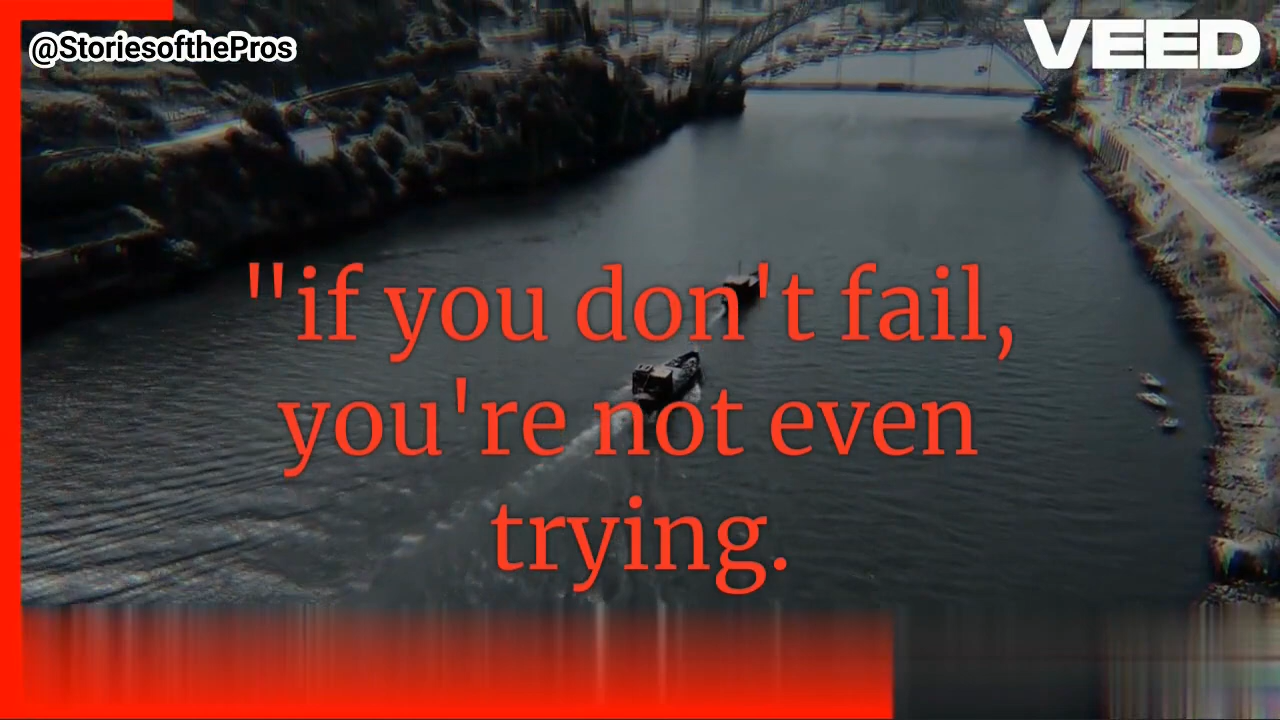 @StoriesofthePros
VEED
"if you don't fail,
you're not even
trying.